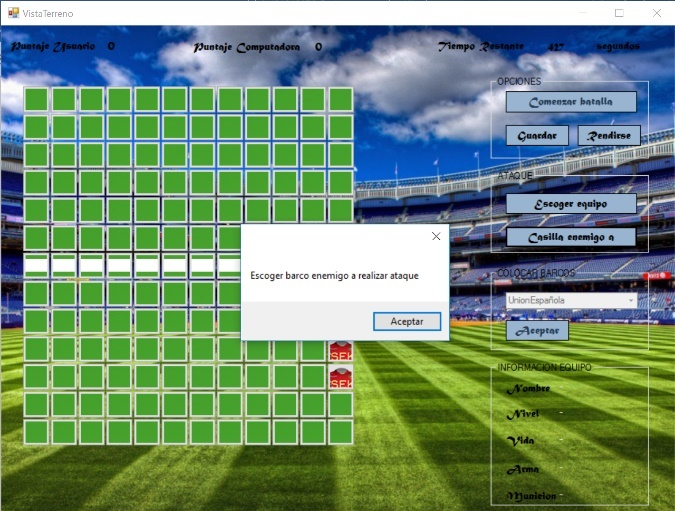 VistaTerreno
Puntaje Usuario 0 Puntaje Computadora 0 Tiempo Restante 427 segundos
OPCIONES
Comenzar batalla
Guardar Rendirse
ATAQUE
Escoger equipo
Casilla enemigo a
Escoger barco enemigo a realizar ataque
Aceptar
COLOCAR BARCOS
UnionEspañola
Aceptar
INFORMACION EQUIPO
Nombre
Nivel -
Vida -
Arma -
Municion -